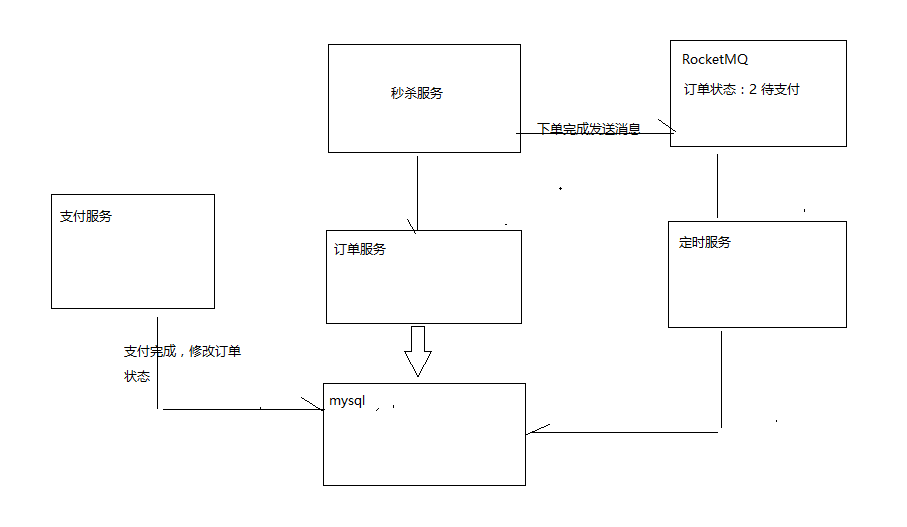 秒杀服务
RocketMQ
订单状态：2 待支付
下单完成发送消息
支付服务
订单服务
定时服务
支付完成，修改订单
状态
mysql